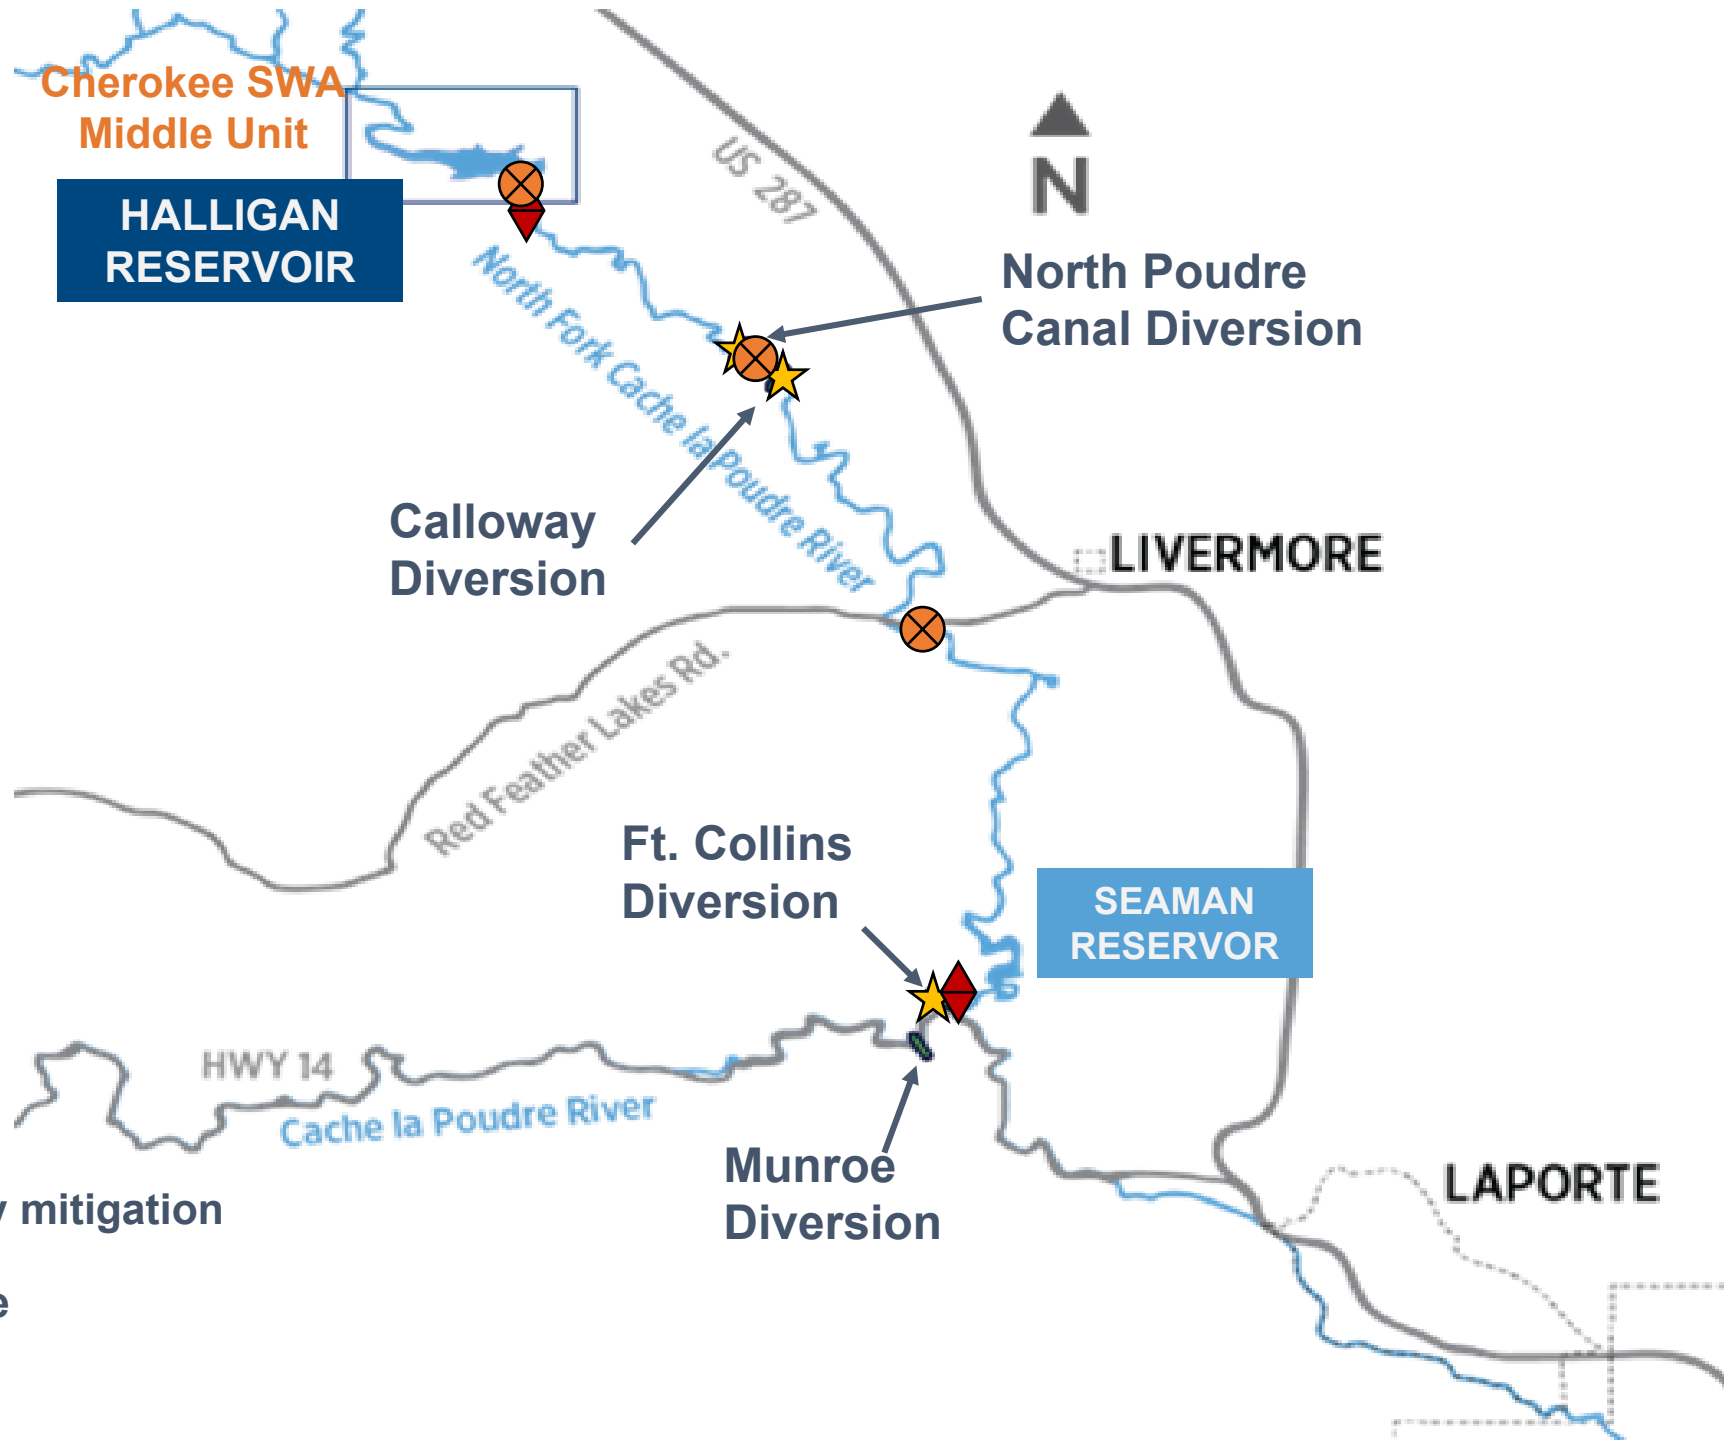 Cherokee SWA
Middle Unit
HALLIGAN
RESERVOIR
US 287
N
North Poudre
Canal Diversion
North Fork Cache la poudre River
Calloway
Diversion
LIVERMORE
Red Feather Lakes Rd.
Ft. Collins
Diversion
SEAMAN
RESERVOR
HWY 14
Cache la Poudre River
Munroe
Diversion
LAPORTE
mitigation